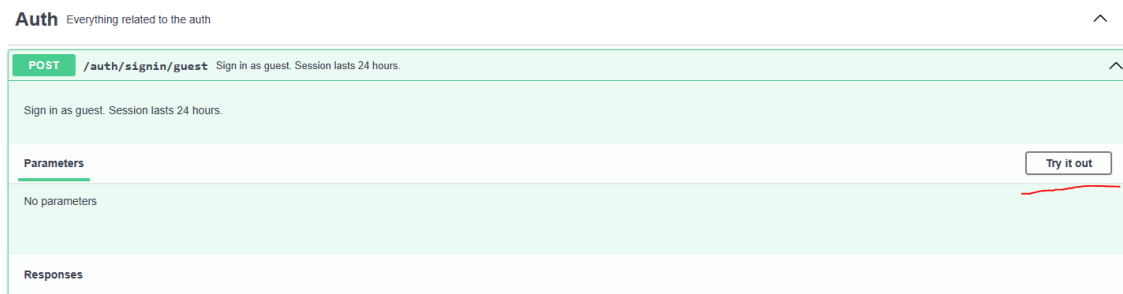 Auth Everything related to the auth
POST /auth/signin/guest Sign in as guest. Session lasts 24 hours.
Sign in as guest. Session lasts 24 hours.
Parameters Try it out
No parameters
Responses